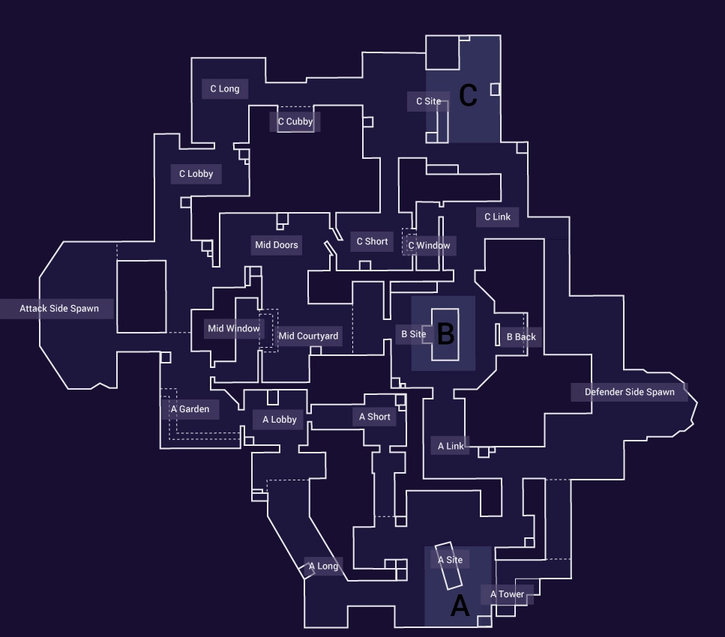 C Long
C Site
C
C Cubby
C Lobby
C Link
Mid Doors
C Short
C Window
Attack Side Spawn
Mid Window
Mid Courtyard
B Site
B
B Back
Defender Side Spawn
A Garden
A Lobby
A Short
A Link
A Site
A Long
A Tower
A